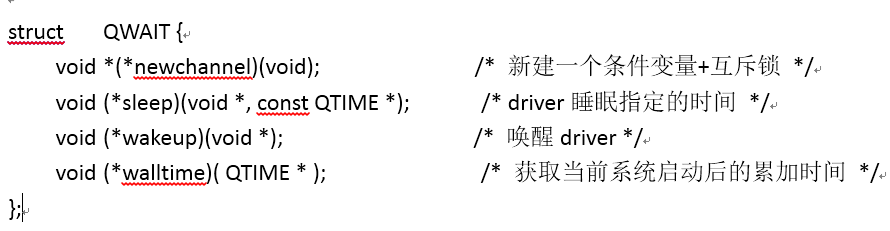 struct QWAIT {
void *(*newchannel)(void); /* 新建一个条件变量+互斥锁 */
void (*sleep)(void *, const QTIME *); /* driver 睡眠指定的时间 */
void (*wakeup)(void *); /* 唤醒 driver */
void (*walltime)( QTIME * ); /* 获取当前系统启动后的累加时间 */
};